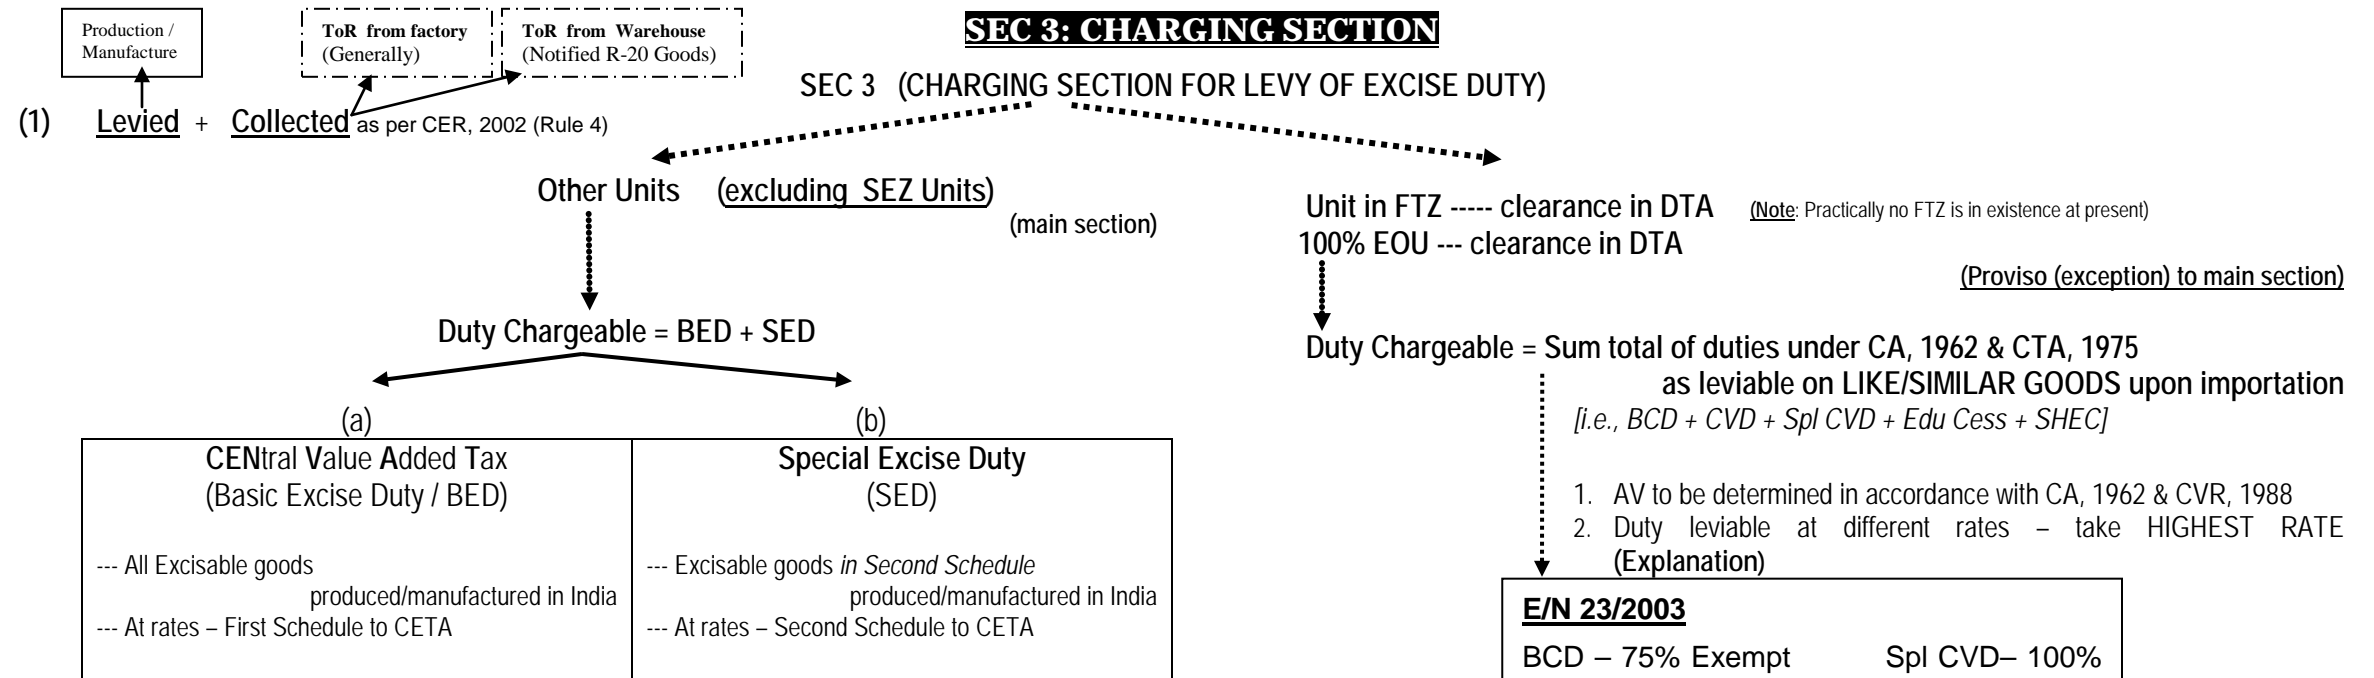 SEC 3: CHARGING SECTION
Production /
Manufacture
ToR from factory
(Generally)
ToR from Warehouse
(Notified R-20 Goods)
SEC 3 (CHARGING SECTION FOR LEVY OF EXCISE DUTY)
(1) Levied + Collected as per CER, 2002 (Rule 4)
Other Units (excluding SEZ Units)
(main section)
Unit in FTZ ----- clearance in DTA (Note: Practically no FTZ is in existence at present)
100% EOU --- clearance in DTA
(Proviso (exception) to main section)
Duty Chargeable = BED + SED
Duty Chargeable = Sum total of duties under CA, 1962 & CTA, 1975
as leviable on LIKE/SIMILAR GOODS upon importation
[i.e., BCD + CVD + Spl CVD + Edu Cess + SHEC]
(a)
CENtral Value Added Tax
(Basic Excise Duty / BED)
--- All Excisable goods
produced/manufactured in India
--- At rates – First Schedule to CETA
(b)
Special Excise Duty
(SED)
--- Excisable goods in Second Schedule
produced/manufactured in India
--- At rates – Second Schedule to CETA
1. AV to be determined in accordance with CA, 1962 & CVR, 1988
2. Duty leviable at different rates – take HIGHEST RATE
(Explanation)
E/N 23/2003
BCD – 75% Exempt Spl CVD– 100%